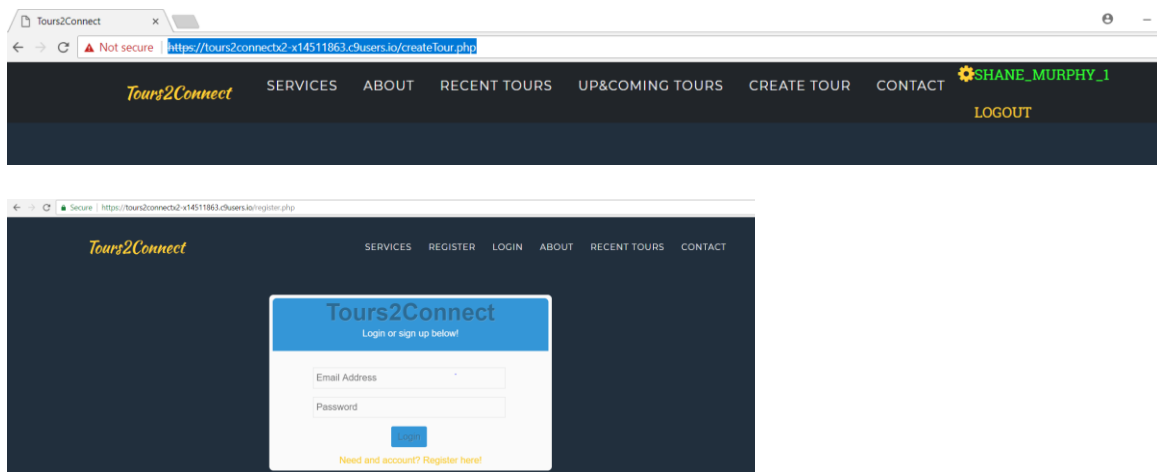 Tours2Connect
Not secure https://tours2connectx2-x14511863.c9users.io/createTour.php
Tours2Connect SERVICES ABOUT RECENT TOURS UP&COMING TOURS CREATE TOUR CONTACT SHANE_MURPHY_1
LOGOUT
Secure https://tours2connectx2-x14511863.c9users.io/register.php
Tours2Connect SERVICES REGISTER LOGIN ABOUT RECENT TOURS CONTACT
Tours2Connect
Login or sign up below!
Email Address
Password
Login
Need and account? Register here!